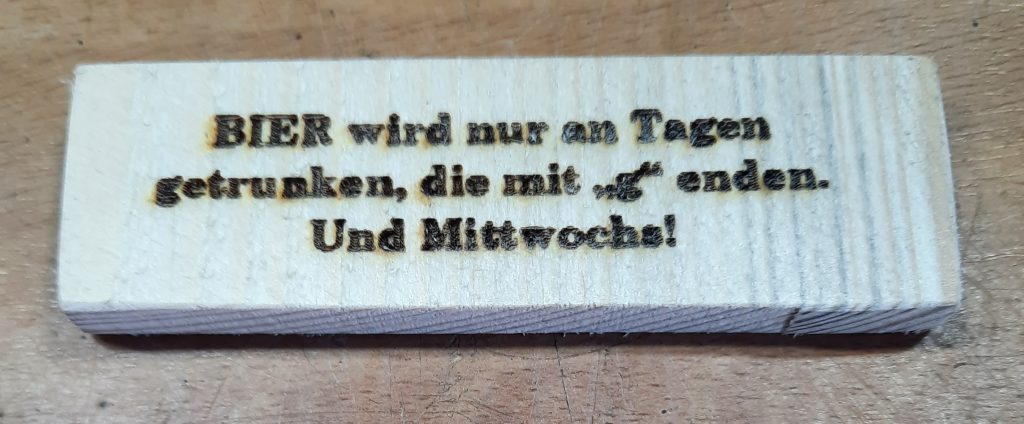 BIER wird nur an Tagen
getrunken, die mit „g“ enden.
Und Mittwochs!